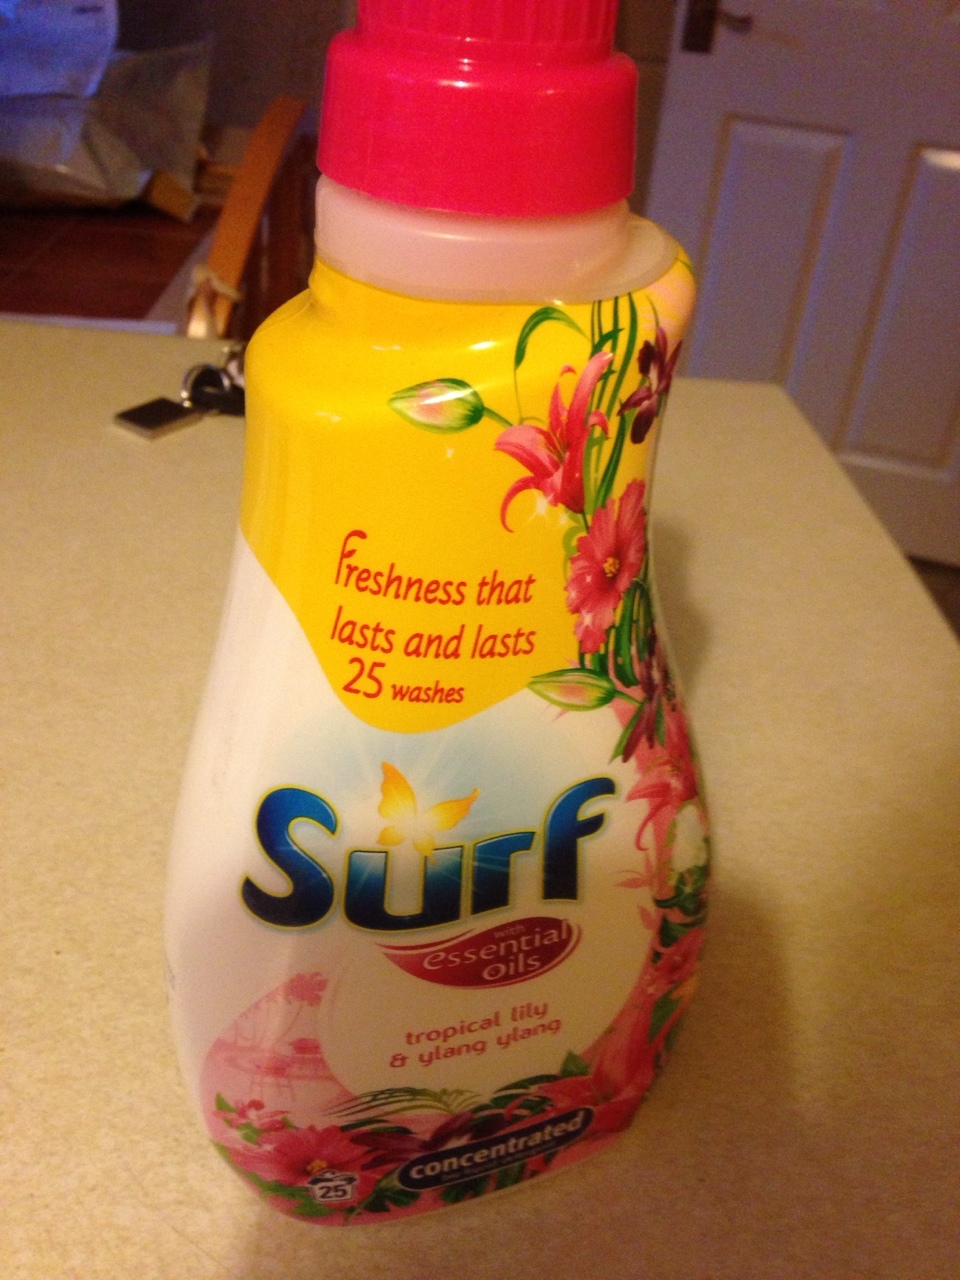 Freshness that
lasts and lasts
25 washes
Surf
with
essential
oils
tropical lily
& ylang ylang
concentrated
25